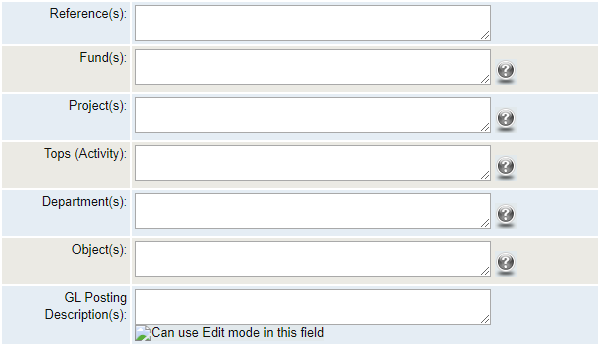 Reference(s):
Fund(s):
?
Project(s):
?
Tops (Activity):
?
Department(s):
?
Object(s):
?
GL Posting
Description(s):
Can use Edit mode in this field